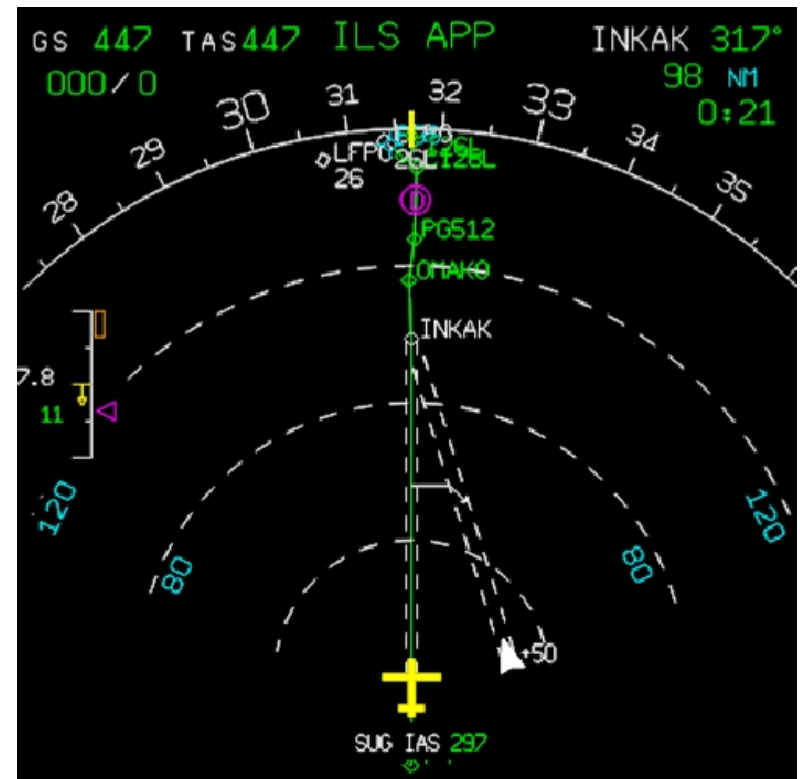 GS 447 TAS447 ILS APP INKAK 317°
000/ 0 98 NM
0:21
28 29 30 31 32 33 34 35
26L
26
PG512
OMAKO
INKAK
7.8
11
120 80 80 120
+50
SUG IAS 297